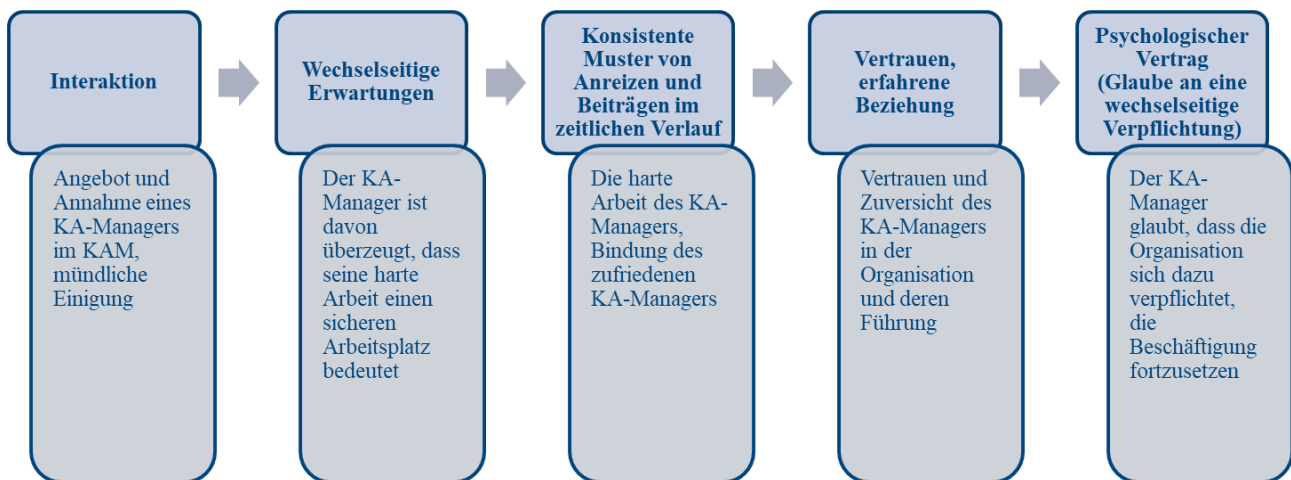 Interaktion
Angebot und
Annahme eines
KA-Managers
im KAM,
mündliche
Einigung
Wechselseitige
Erwartungen
Der KA-
Manager ist
davon
überzeugt, dass
seine harte
Arbeit einen
sicheren
Arbeitsplatz
bedeutet
Konsistente
Muster von
Anreizen und
Beiträgen im
zeitlichen Verlauf
Die harte
Arbeit des KA-
Managers,
Bindung des
zufriedenen
KA-Managers
Vertrauen,
erfahrene
Beziehung
Vertrauen und
Zuversicht des
KA-Managers
in der
Organisation
und deren
Führung
Psychologischer
Vertrag
(Glaube an eine
wechselseitige
Verpflichtung)
Der KA-
Manager
glaubt, dass die
Organisation
sich dazu
verpflichtet,
die
Beschäftigung
fortzusetzen